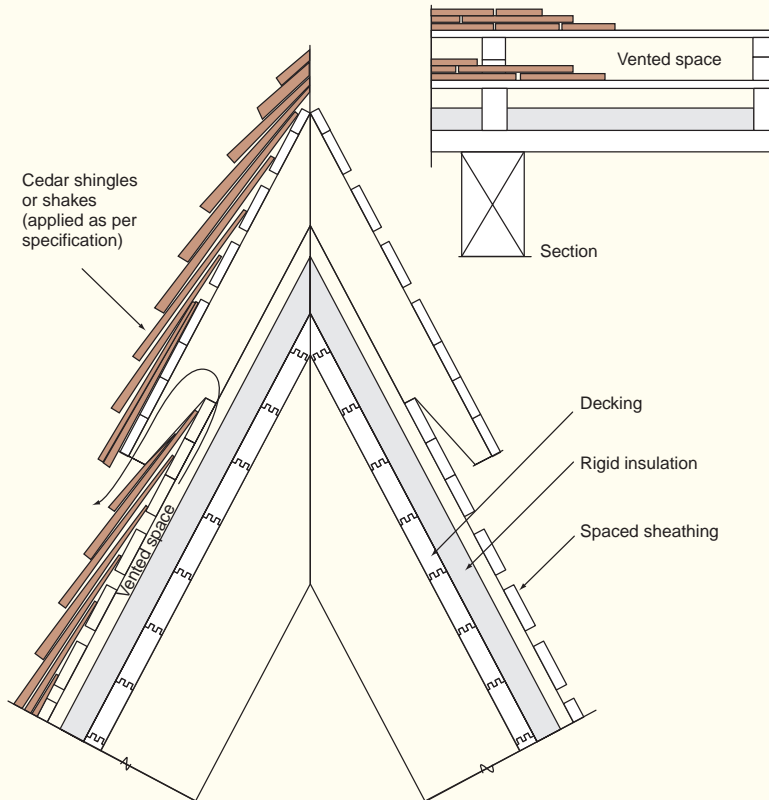 Vented space
Section
Cedar shingles
or shakes
(applied as per
specification)
Decking
Rigid insulation
Spaced sheathing
Vented space